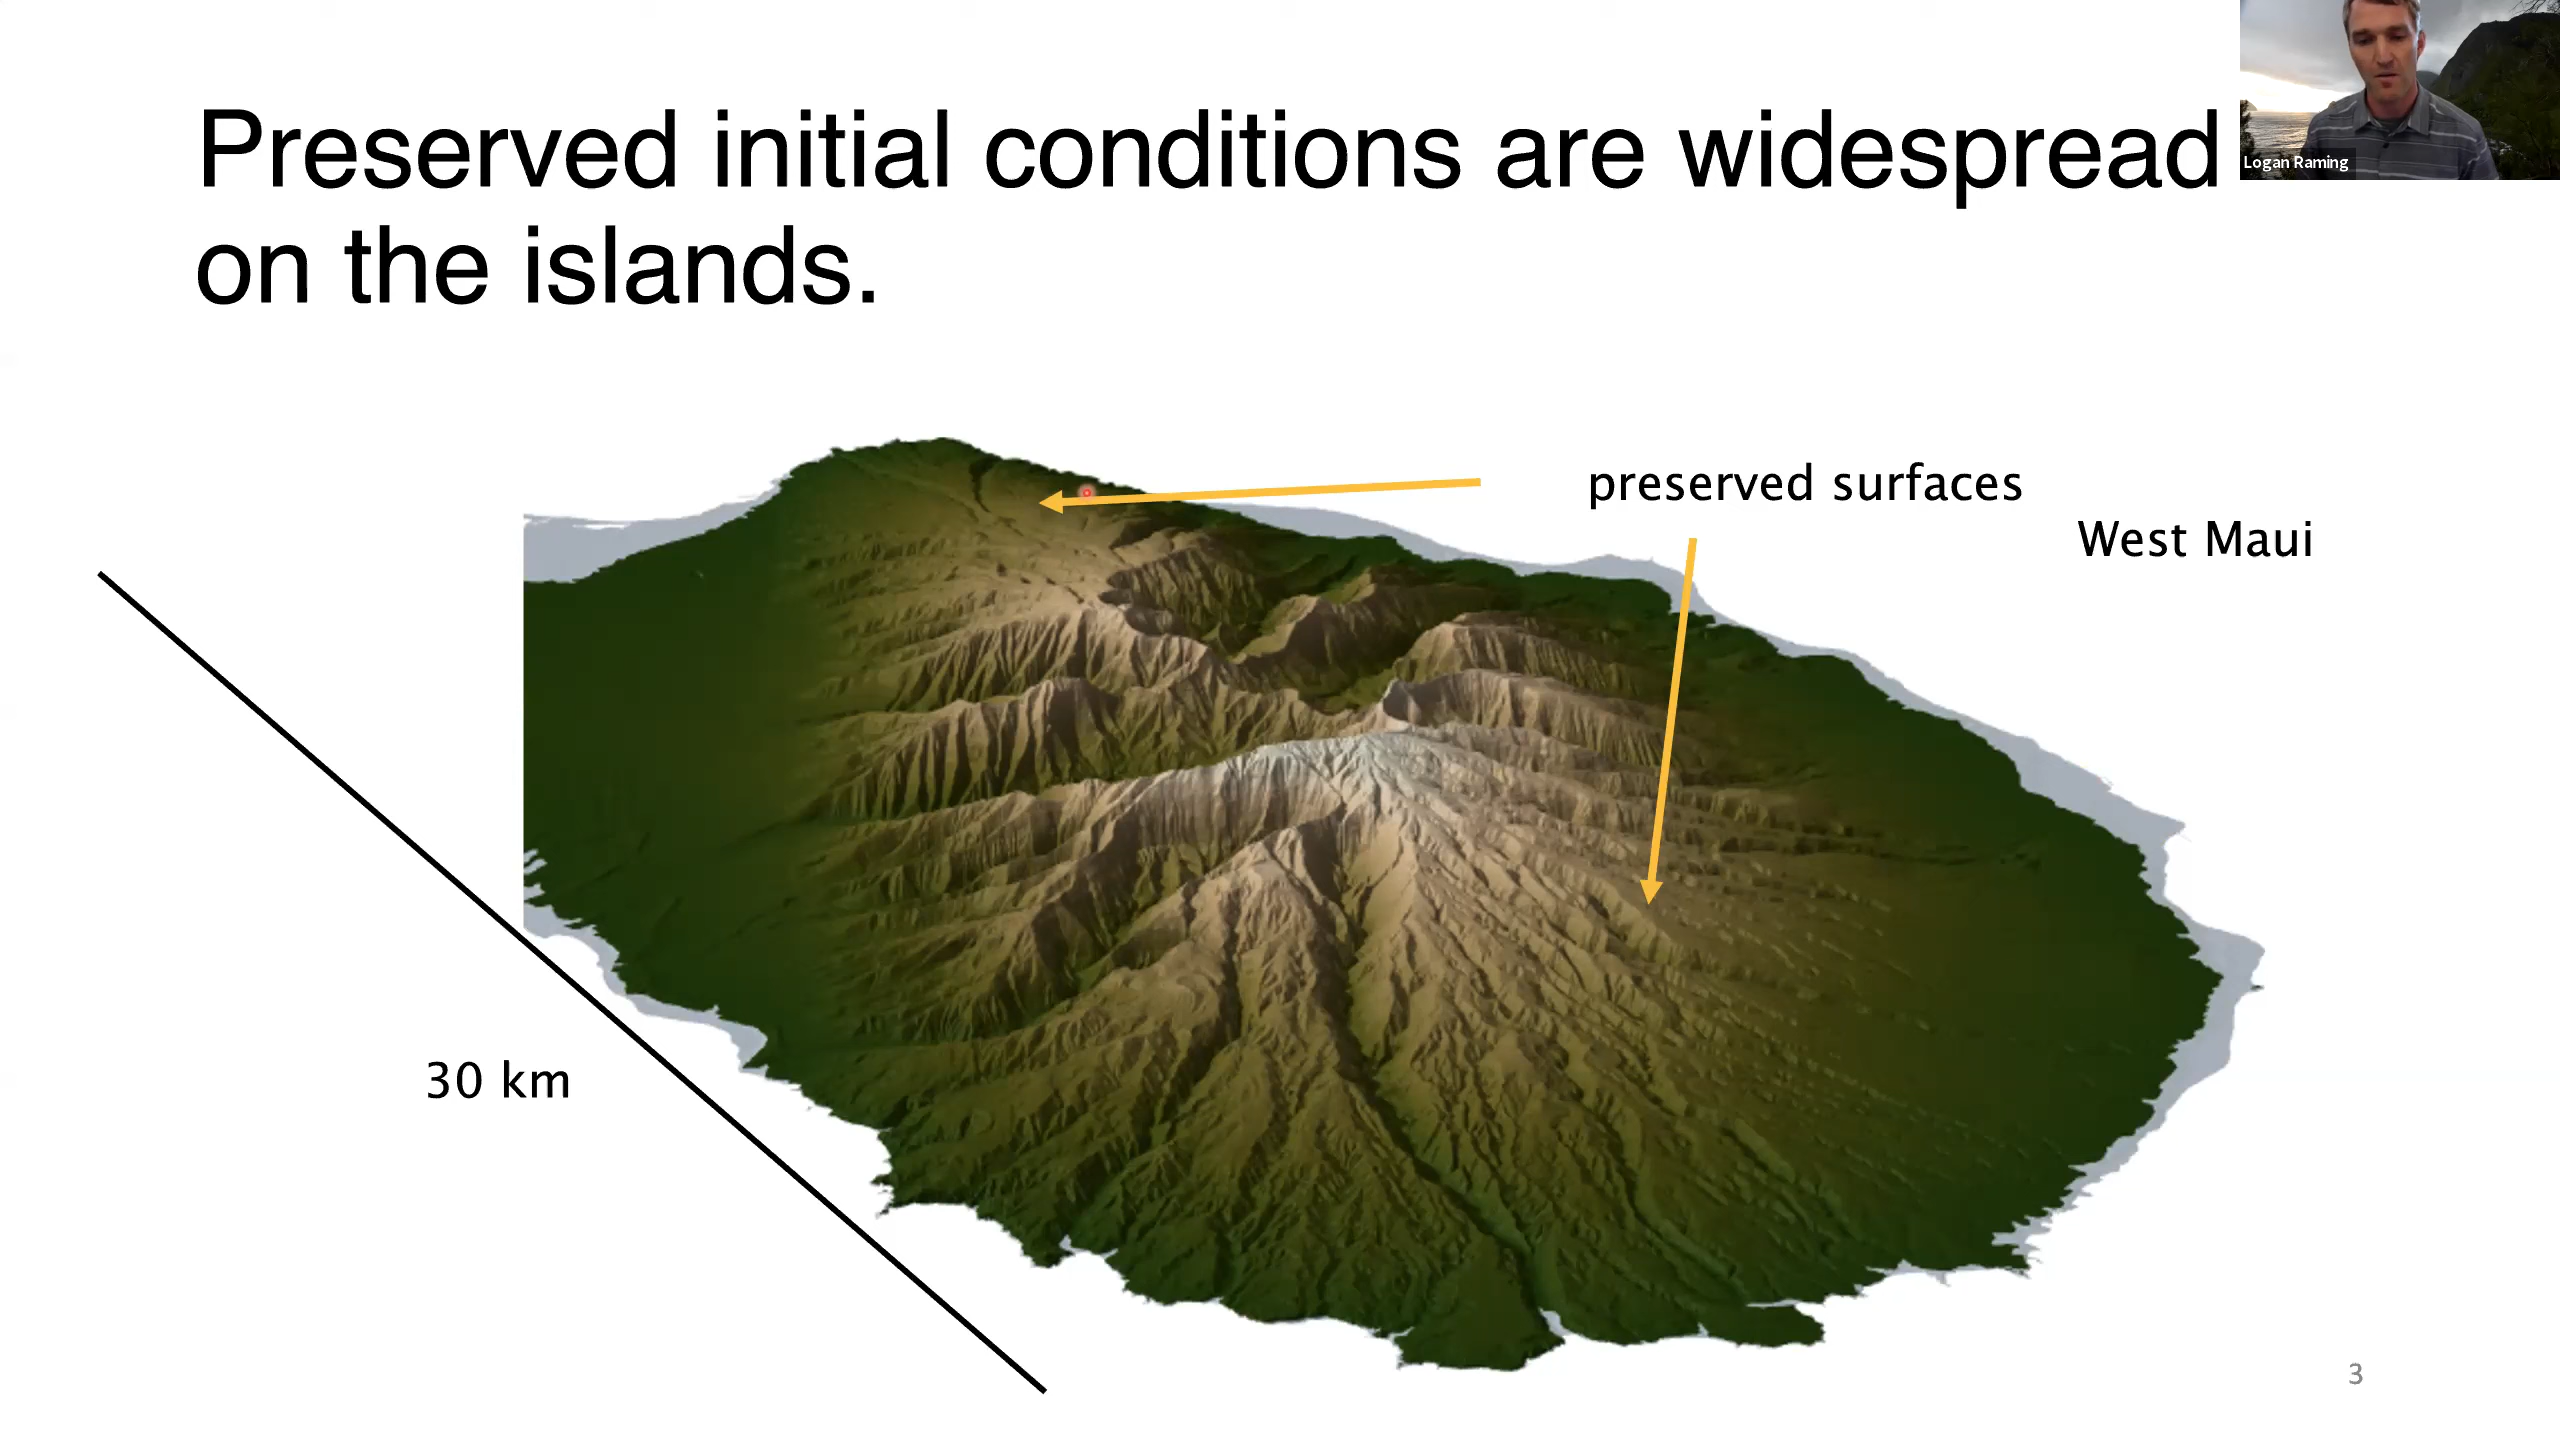 Preserved initial conditions are widespread
on the islands.
Logan Raming
preserved surfaces
West Maui
30 km
3